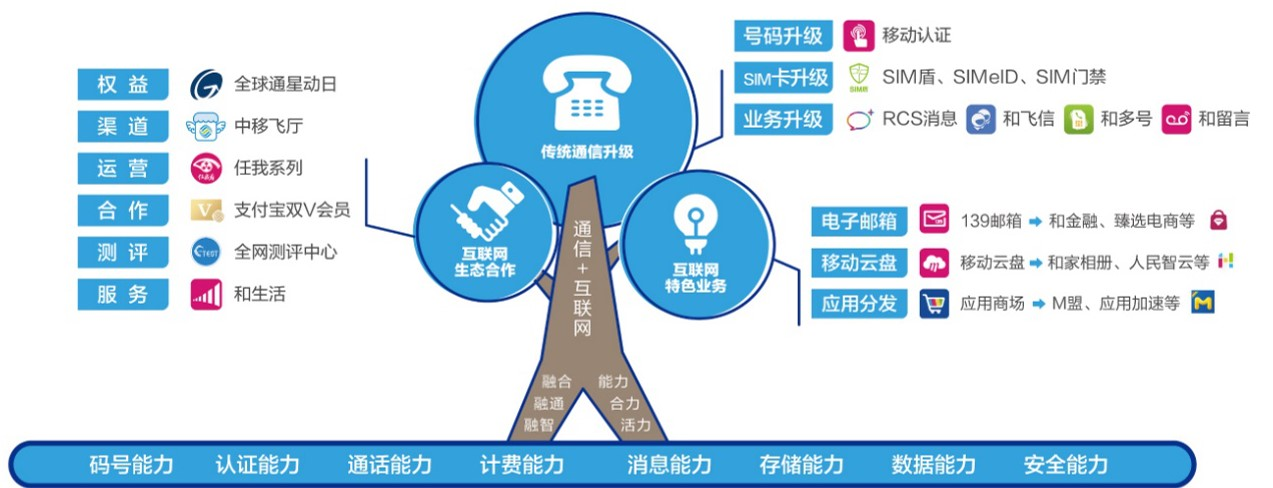 权益 全球通星动日
渠道 中移飞厅
运营 任我系列
合作 V 支付宝双V会员
测评 CTEST 全网测评中心
服务 和生活
传统通信升级
互联网
生态合作
互联网
特色业务
号码升级 移动认证
SIM卡升级 SIM盾 SIM盾、SIMeID、SIM门禁
业务升级 RCS消息 和飞信 和多号 和留言
电子邮箱 139邮箱 和金融、臻选电商等
移动云盘 移动云盘 和家相册、人民智云等
应用分发 应用商场 M盟、应用加速等 M
通信+互联网
融合 能力
融通 合力
融智 活力
码号能力 认证能力 通话能力 计费能力 消息能力 存储能力 数据能力 安全能力